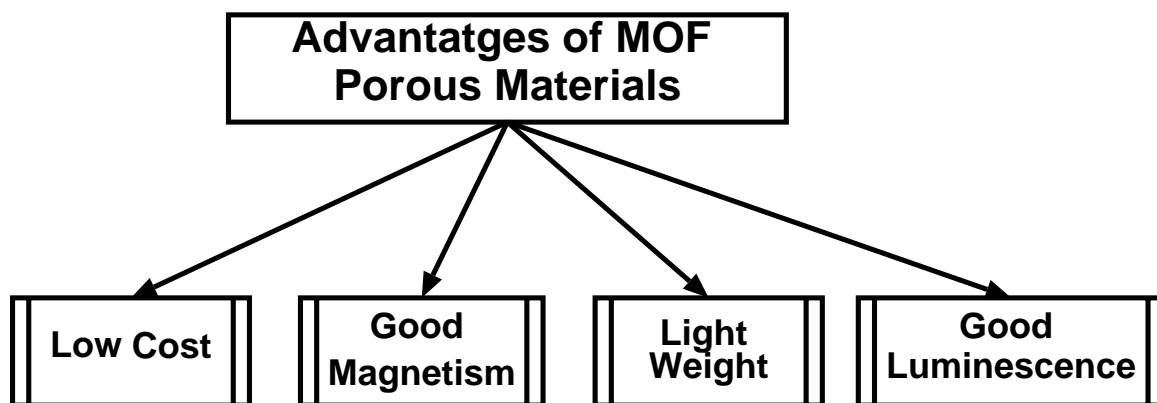 Advantatges of MOF
Porous Materials
Low Cost
Good
Magnetism
Light
Weight
Good
Luminescence